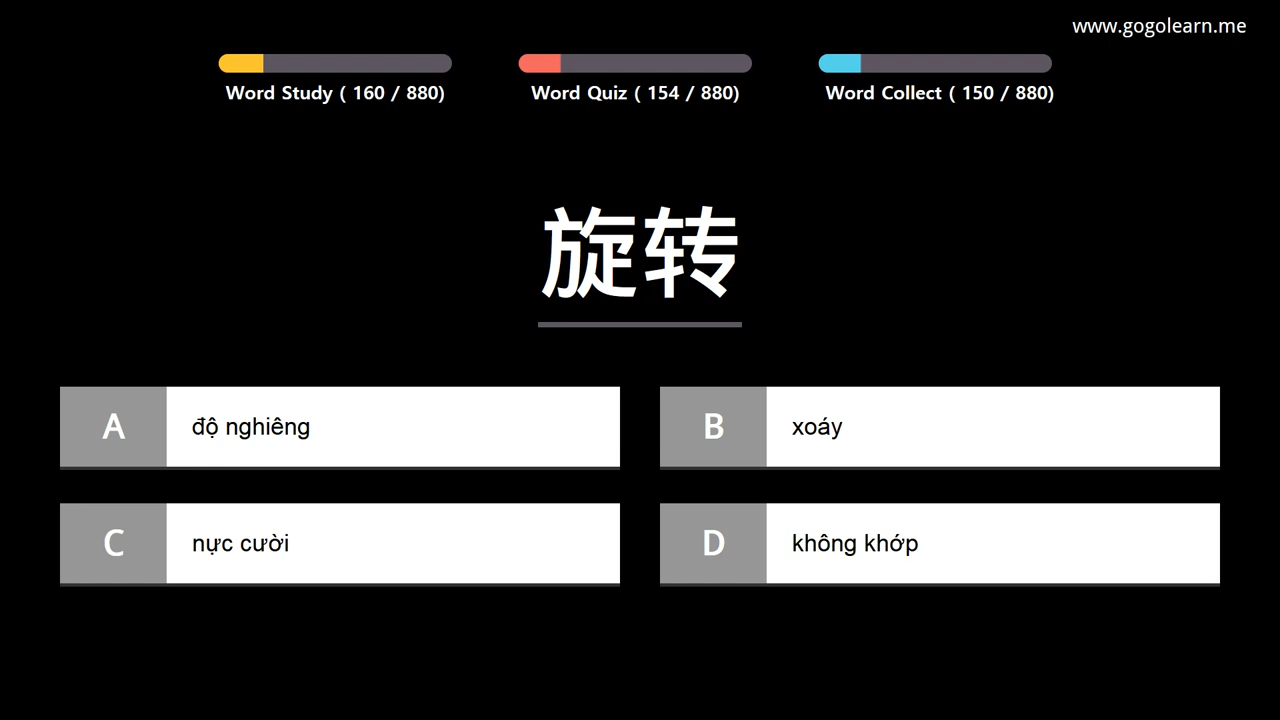 www.gogolearn.me
Word Study ( 160 / 880)
Word Quiz ( 154 / 880)
Word Collect ( 150 / 880)
旋转
A độ nghiêng
B xoáy
C nực cười
D không khớp